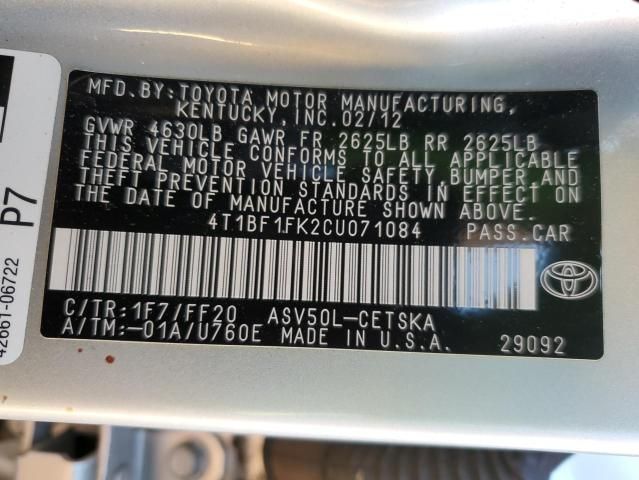 MFD.BY:TOYOTA MOTOR MANUFACTURING,
KENTUCKY,INC.02/12
GVWR 4630LB GAWR FR 2625LB RR 2625LB
THIS VEHICLE CONFORMS TO ALL APPLICABLE
FEDERAL MOTOR VEHICLE SAFETY, BUMPER AND
THEFT PREVENTION STANDARDS IN EFFECT ON
THE DATE OF MANUFACTURE SHOWN ABOVE.
4T1BF1FK2CU071084 PASS.CAR
C/TR:1F7/FF20 ASV50L-CETSKA
A/TM:-01A/U760E MADE IN U.S.A. 29092
P7
42661-06722